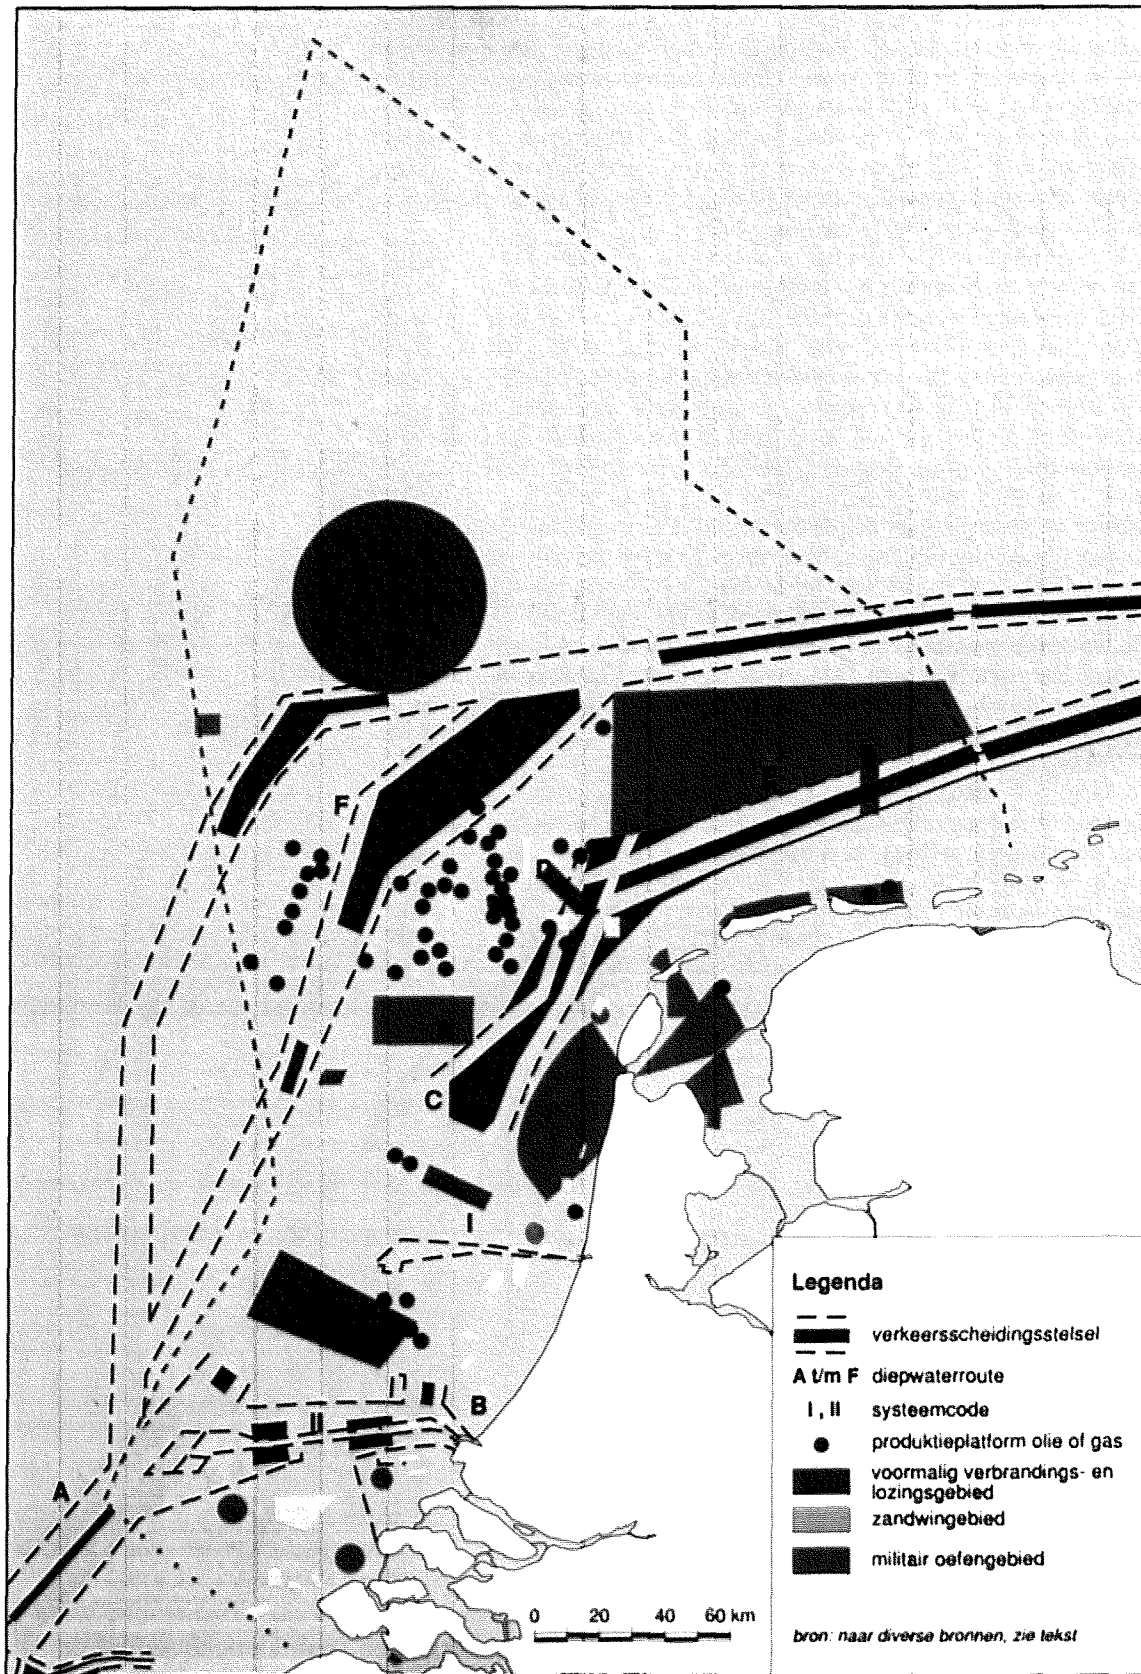 F
D
E
C
I
II
B
A
Legenda
verkeersscheidingsstelsel
A t/m F diepwaterroute
I , II systeemcode
produktieplatform olie of gas
voormalig verbrandings- en
lozingsgebied
zandwingebied
militair oefengebied
0 20 40 60 km
bron: naar diverse bronnen, zie tekst